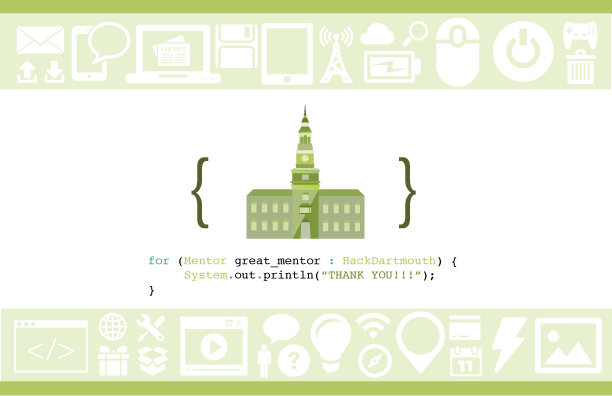 NEWS
{ }
for (Mentor great_mentor : HackDartmouth) {
System.out.println(“THANK YOU!!!”);
}
</>
?
11